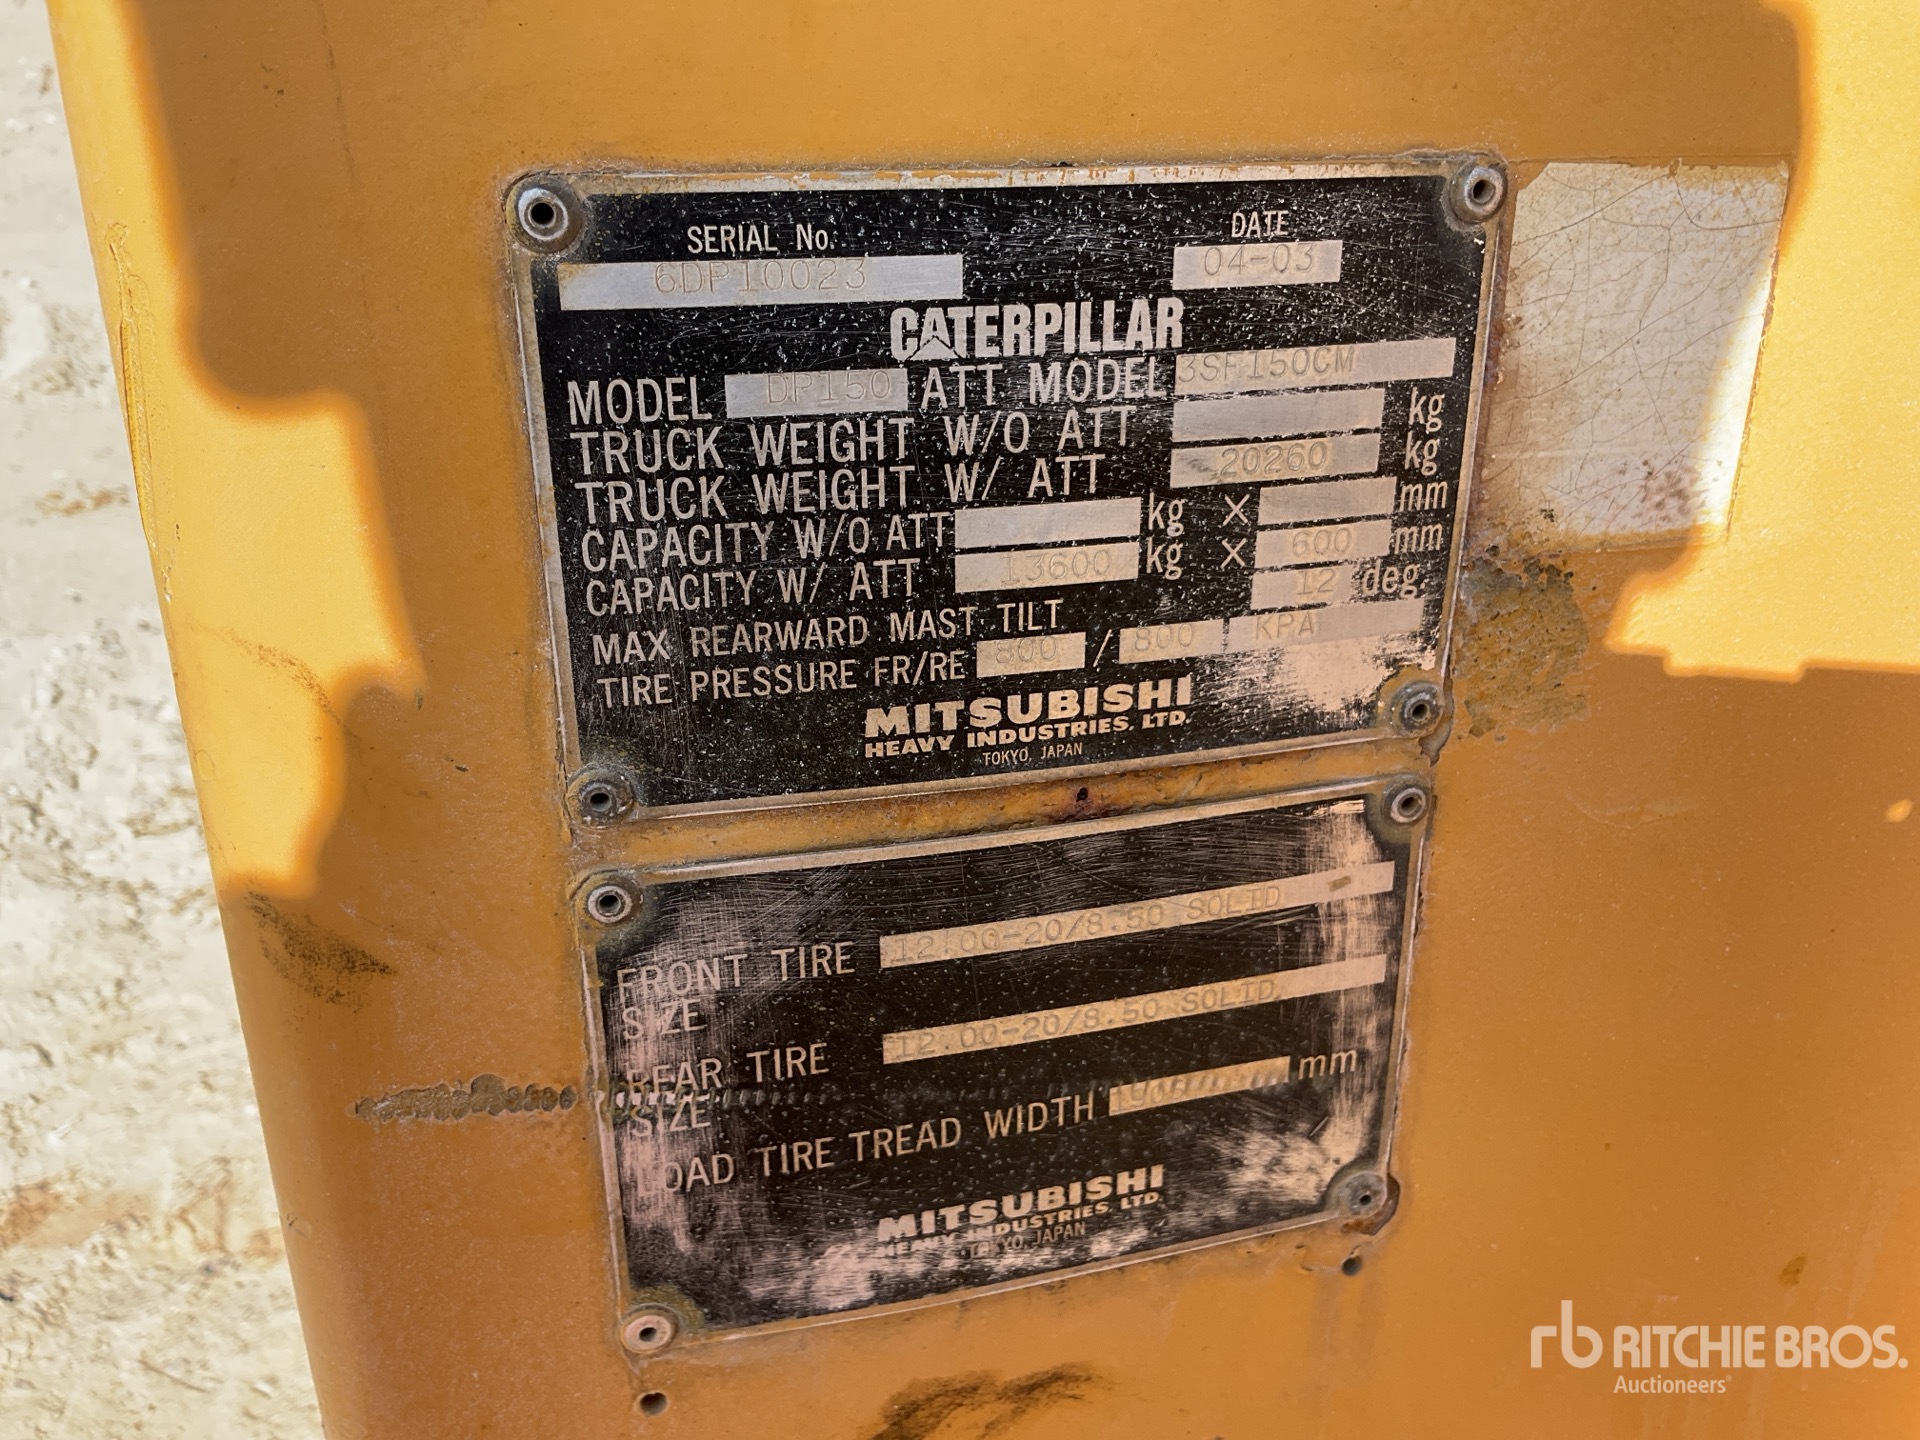 SERIAL No. DATE
6DP10023 04-03
CATERPILLAR
MODEL DP150 ATT MODEL 3SF150CM
TRUCK WEIGHT W/O ATT kg
TRUCK WEIGHT W/ ATT 20260 kg
CAPACITY W/O ATT kg X mm
CAPACITY W/ ATT 13600 kg X 600 mm
MAX REARWARD MAST TILT 12 deg.
TIRE PRESSURE FR/RE 800 / 800 KPA
MITSUBISHI
HEAVY INDUSTRIES, LTD.
TOKYO, JAPAN
FRONT TIRE 12.00-20/8.50 SOLID
SIZE
REAR TIRE 12.00-20/8.50 SOLID
SIZE
LOAD TIRE TREAD WIDTH mm
MITSUBISHI
HEAVY INDUSTRIES, LTD.
TOKYO, JAPAN
rb RITCHIE BROS.
Auctioneers